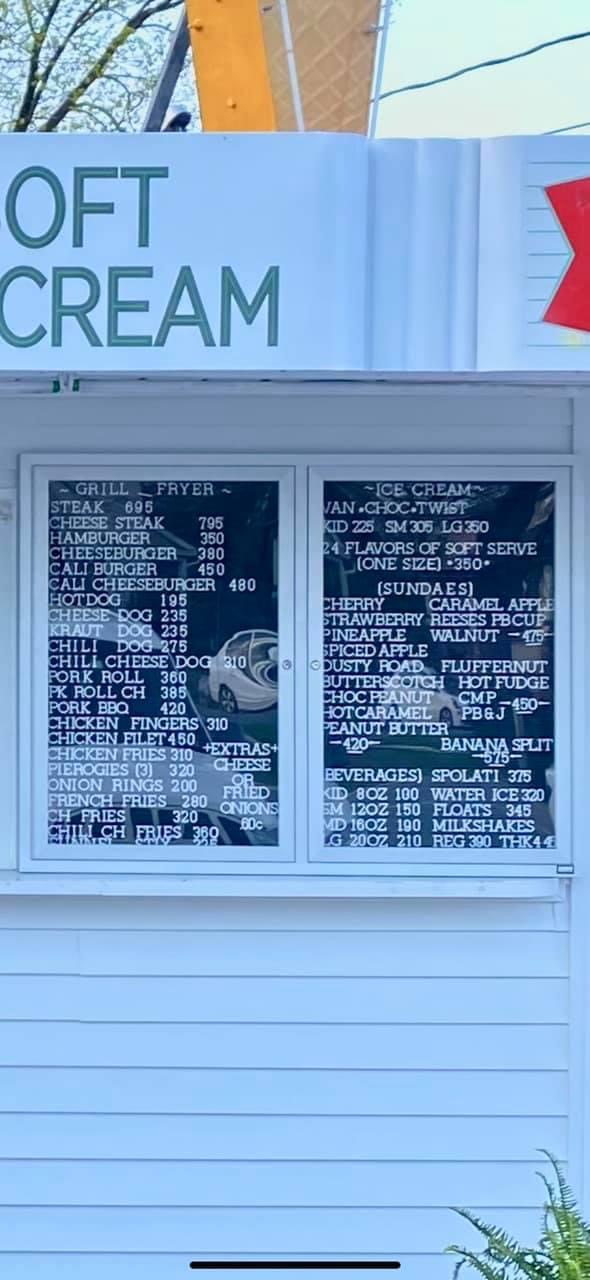 OFT
CREAM
~ GRILL _ FRYER ~
STEAK 695
CHEESE STEAK 795
HAMBURGER 350
CHEESEBURGER 380
CALI BURGER 450
CALI CHEESEBURGER 480
HOTDOG 195
CHEESE DOG 235
KRAUT DOG 235
CHILI DOG 275
CHILI CHEESE DOG 310
PORK ROLL 360
PK ROLL CH 385
PORK BBQ 420
CHICKEN FINGERS 310
CHICKEN FILET 450
CHICKEN FRIES 310
PIEROGIES (3) 320
ONION RINGS 200
FRENCH FRIES 280
CH FRIES 320
CHILI CH FRIES 360
+EXTRAS+
CHEESE
OR
FRIED
ONIONS
.60c
~ICE CREAM~
VAN•CHOC•TWIST
KID 225 SM 305 LG 350
24 FLAVORS OF SOFT SERVE
(ONE SIZE) •350•
(SUNDAES)
CHERRY CARAMEL APPLE
STRAWBERRY REESES PB CUP
PINEAPPLE WALNUT —475—
SPICED APPLE
DUSTY ROAD FLUFFERNUT
BUTTERSCOTCH HOT FUDGE
CHOC PEANUT CMP —450—
HOT CARAMEL PB & J
PEANUT BUTTER
—420— BANANA SPLIT
—575—
(BEVERAGES) SPOLATI 375
KID 8OZ 100 WATER ICE 320
SM 12OZ 150 FLOATS 345
MD 16OZ 190 MILKSHAKES
LG 20OZ 210 REG 390 THK